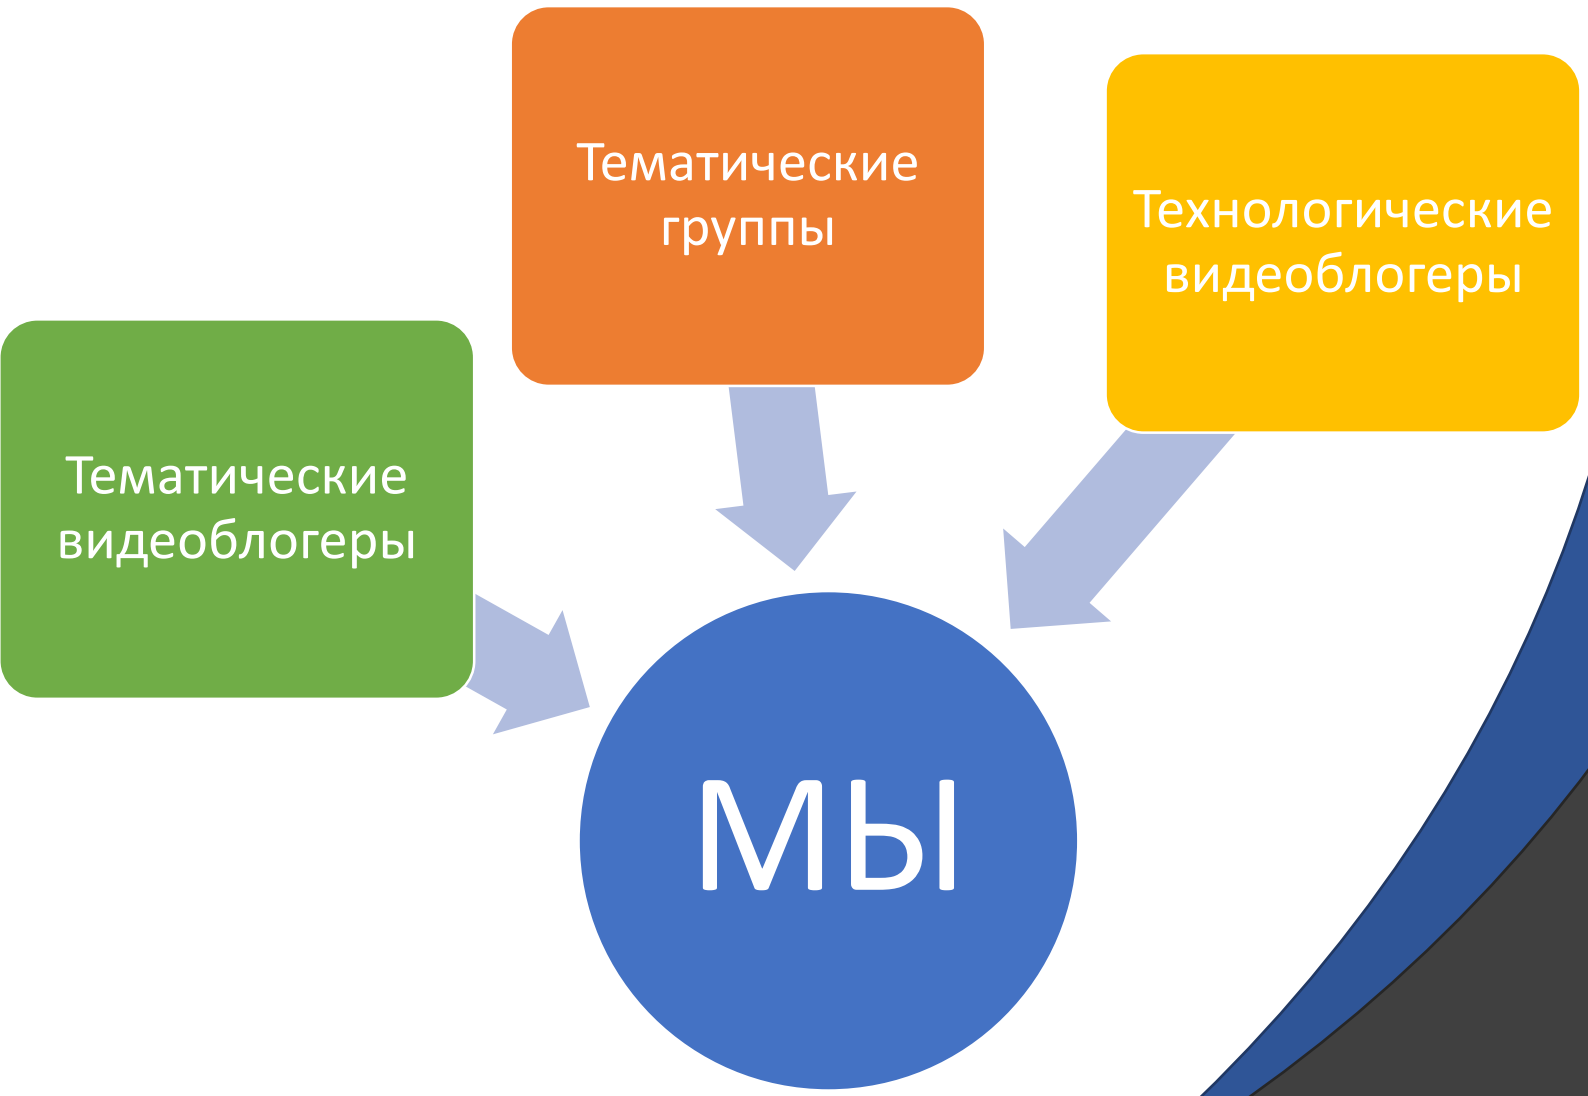 Тематические
группы
Технологические
видеоблогеры
Тематические
видеоблогеры
МЫ